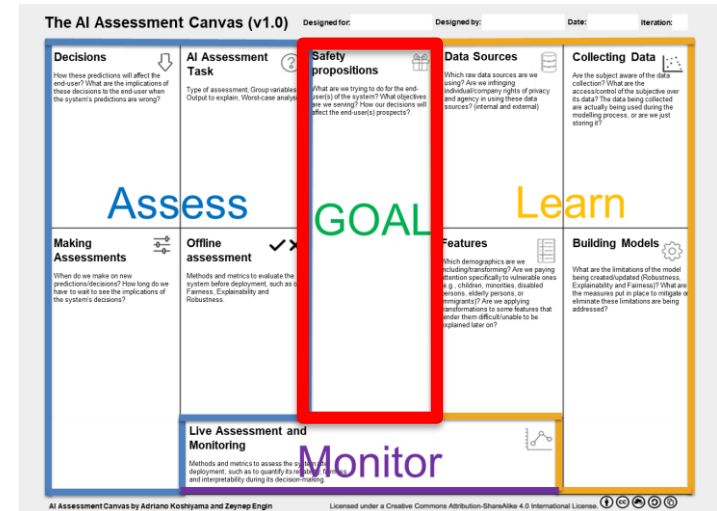 The AI Assessment Canvas (v1.0)
Designed for:
Designed by:
Date:
Iteration:
Decisions
How these predictions will affect the
end-user? What are the implications of
these decisions to the end-user when
the system's predictions are wrong?
AI Assessment
Task
Type of assessment, Group variables
Output to explain, Worst-case analysi
Safety
propositions
What are we trying to do for the end-
user(s) of the system? What objectives
are we serving? How our decisions will
affect the end-user(s) prospects?.
Data Sources
Which raw data sources are we
using? Are we infringing
individual/company rights of privacy
and agency in using these data
sources? (internal and external)
Collecting Data
Are the subject aware of the data
collection? What are the
access/control of the subjective over
its data? The data being collected
are actually being used during the
modelling process, or are we just
storing it?
Assess
GOAL
Learn
Making
Assessments
When do we make on new
predictions/decisions? How long do we
have to wait to see the implications of
the system's decisions?
Offline
assessment
Methods and metrics to evaluate the
system before deployment, such as
Fairness, Explainability and
Robustness.
Features
Which demographics are we
including/transforming? Are we paying
attention specifically to vulnerable ones
(e.g., children, minorities, disabled
persons, elderly persons, or
immigrants)? Are we applying
transformations to some features that
render them difficult/unable to be
explained later on?
Building Models
What are the limitations of the model
being created/updated (Robustness,
Explainability and Fairness)? What are
the measures put in place to mitigate o
eliminate these limitations are being
addressed?
Live Assessment and
Monitoring
Methods and metrics to assess the
deployment, such as to quantify its
and interpretability during its decision-making.
Monitor
AI Assessment Canvas by Adriano Koshiyama and Zeynep Engin
Licensed under a Creative Commons Attribution-ShareAlike 4.0 International License.